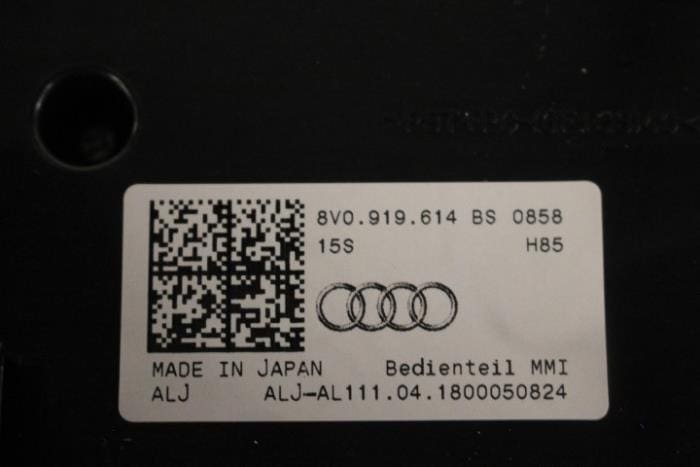 8V0.919.614 BS 0858
15S H85
MADE IN JAPAN Bedienteil MMI
ALJ ALJ-AL111.04.1800050824